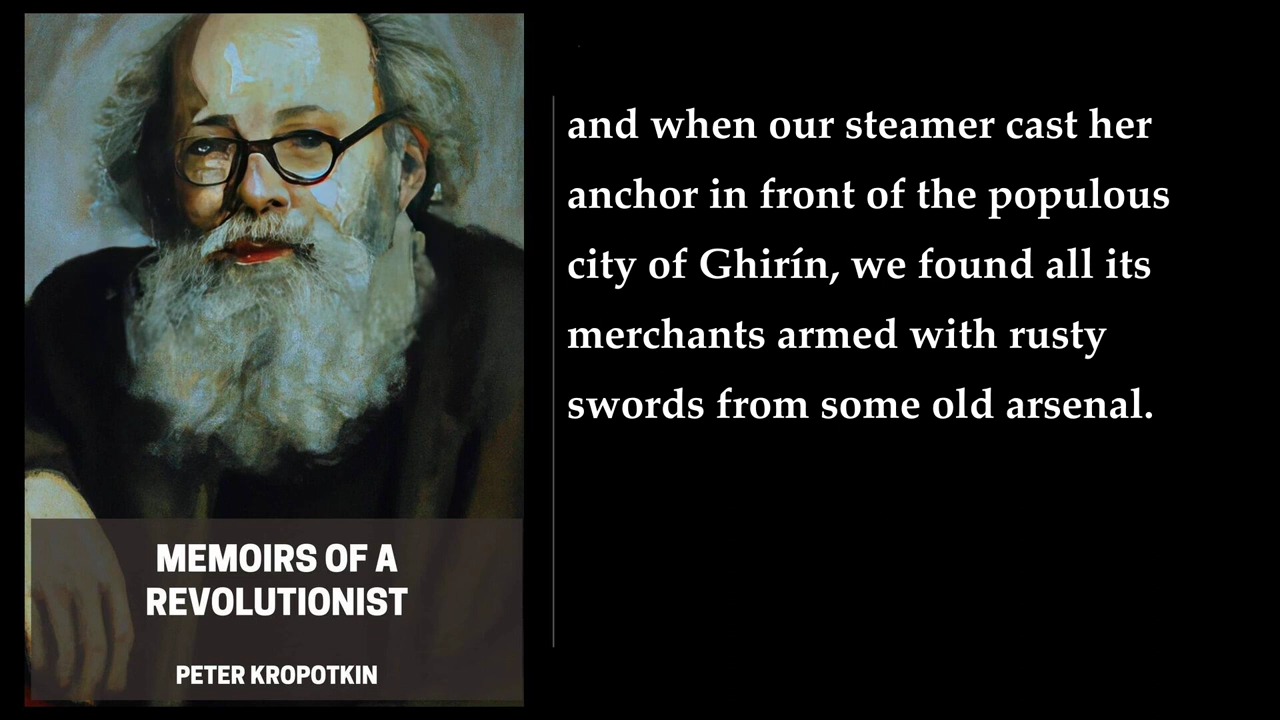 and when our steamer cast her
anchor in front of the populous
city of Ghirín, we found all its
merchants armed with rusty
swords from some old arsenal.
MEMOIRS OF A
REVOLUTIONIST
PETER KROPOTKIN